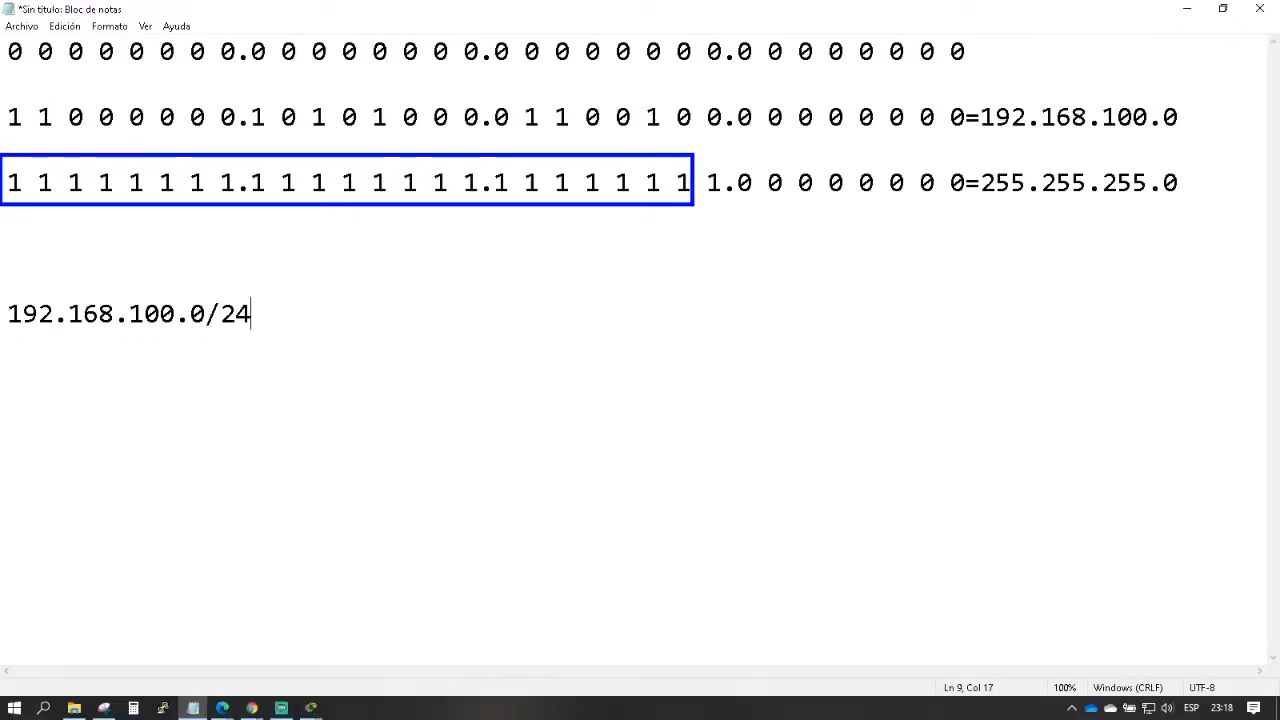 *Sin título: Bloc de notas
Archivo Edición Formato Ver Ayuda
0 0 0 0 0 0 0 0.0 0 0 0 0 0 0 0.0 0 0 0 0 0 0 0.0 0 0 0 0 0 0 0
1 1 0 0 0 0 0 0.1 0 1 0 1 0 0 0.0 1 1 0 0 1 0 0.0 0 0 0 0 0 0 0=192.168.100.0
1 1 1 1 1 1 1 1.1 1 1 1 1 1 1 1.1 1 1 1 1 1 1 1.0 0 0 0 0 0 0 0=255.255.255.0
192.168.100.0/24
Ln 9, Col 17 100% Windows (CRLF) UTF-8
ESP 23:18